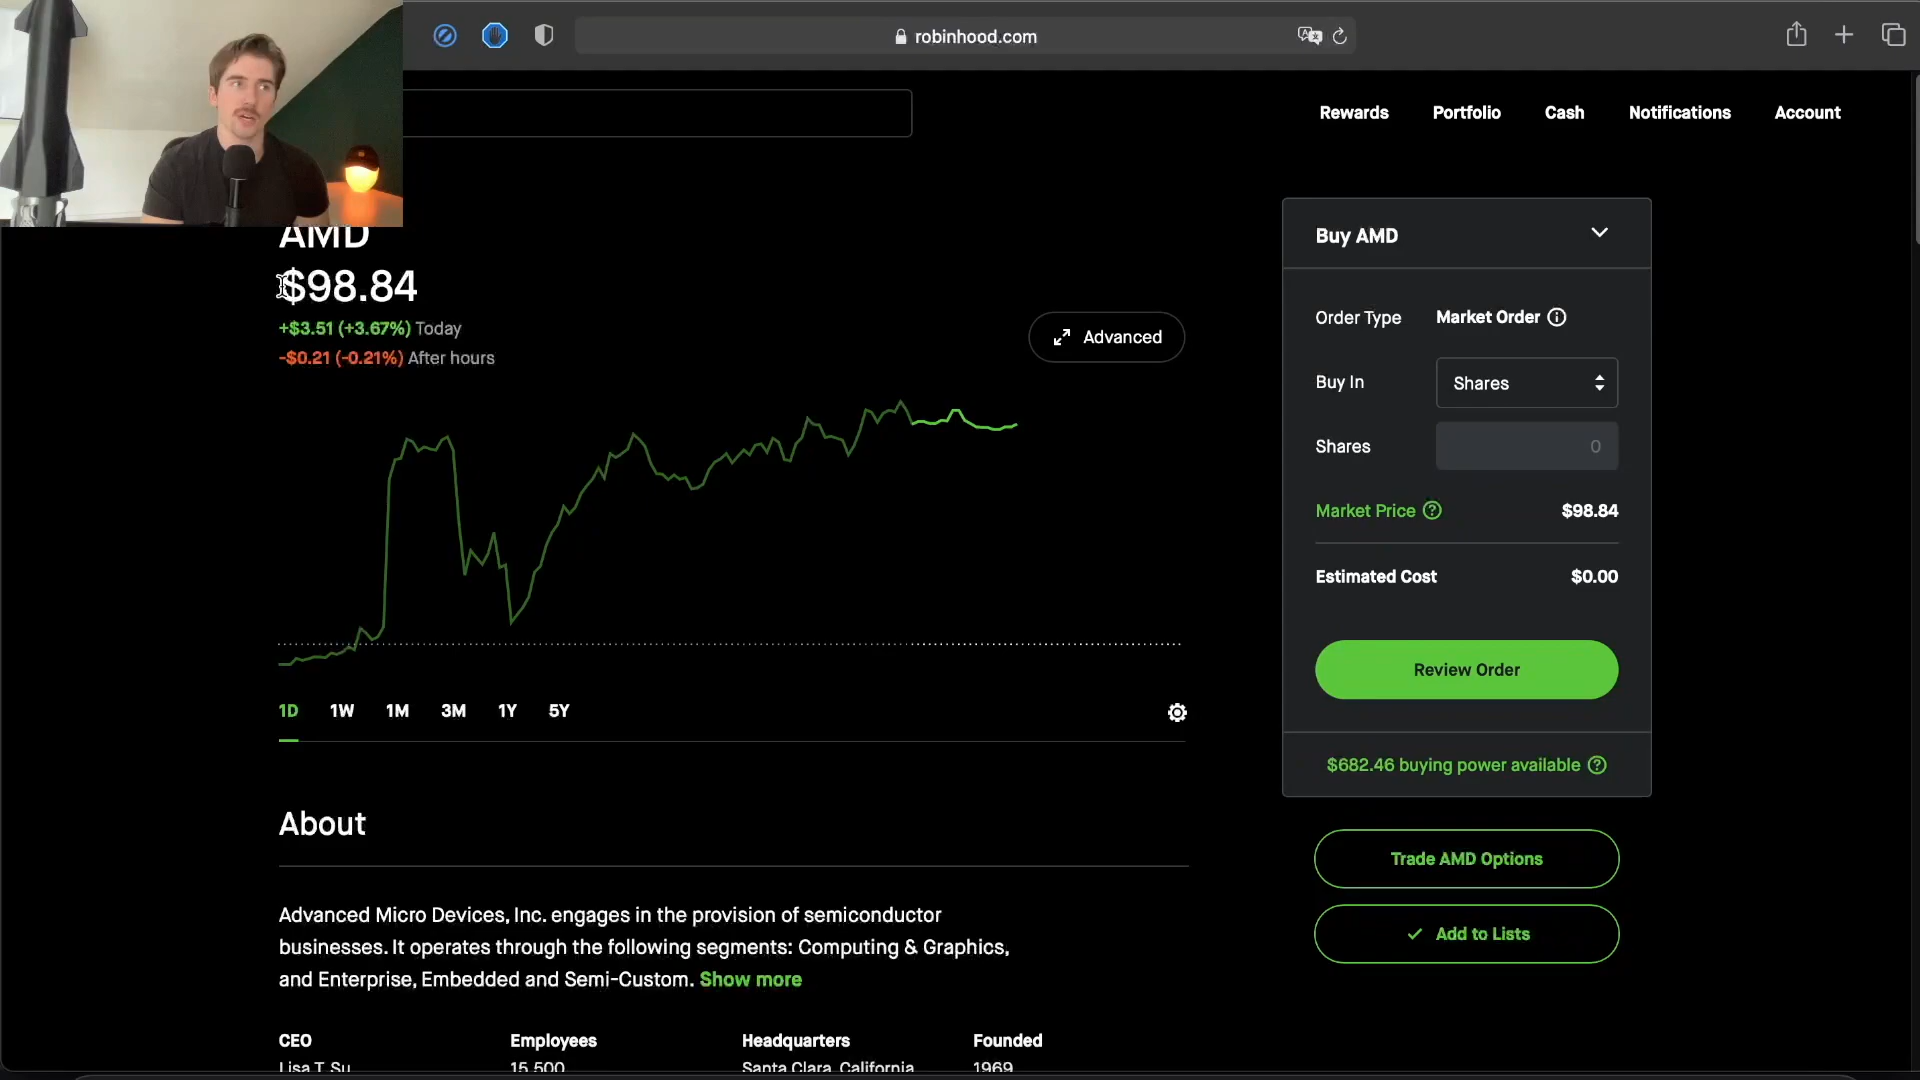 robinhood.com
Rewards
Portfolio
Cash
Notifications
Account
AMD
$98.84
+$3.51 (+3.67%) Today
-$0.21 (-0.21%) After hours
Advanced
1D
1W
1M
3M
1Y
5Y
About
Advanced Micro Devices, Inc. engages in the provision of semiconductor
businesses. It operates through the following segments: Computing & Graphics,
and Enterprise, Embedded and Semi-Custom. Show more
CEO
Employees
Headquarters
Founded
Lisa T. Su
15,500
Santa Clara, California
1969
Buy AMD
Order Type
Market Order
Buy In
Shares
Shares
0
Market Price
$98.84
Estimated Cost
$0.00
Review Order
$682.46 buying power available
Trade AMD Options
Add to Lists